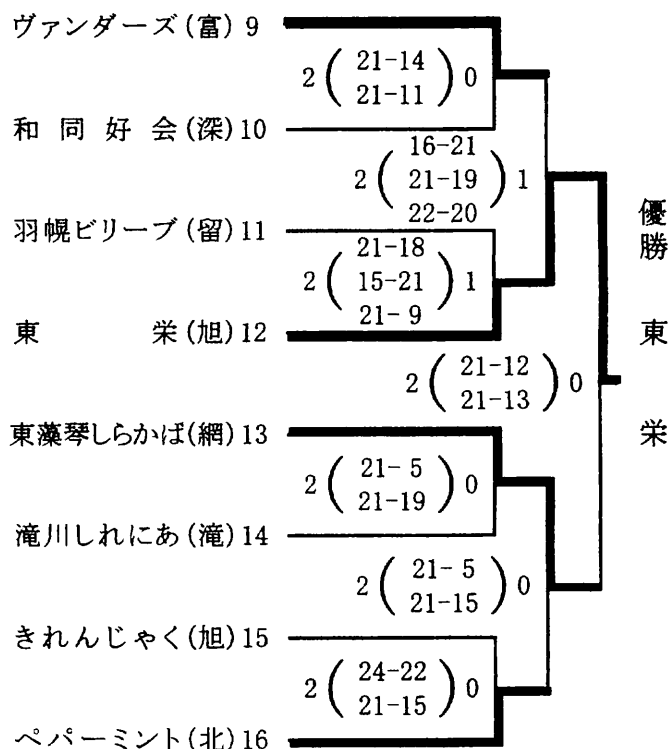 ヴァンダーズ(富) 9
2 ( 21-14 21-11 ) 0
和同好会(深) 10
2 ( 16-21 21-19 22-20 ) 1
羽幌ビリーブ(留) 11
2 ( 21-18 15-21 21-9 ) 1
東栄(旭) 12
2 ( 21-12 21-13 ) 0
優勝 東栄
東藻琴しらかば(網) 13
2 ( 21-5 21-19 ) 0
滝川しれにあ(滝) 14
2 ( 21-5 21-15 ) 0
きれんじゃく(旭) 15
2 ( 24-22 21-15 ) 0
ペパーミント(北) 16